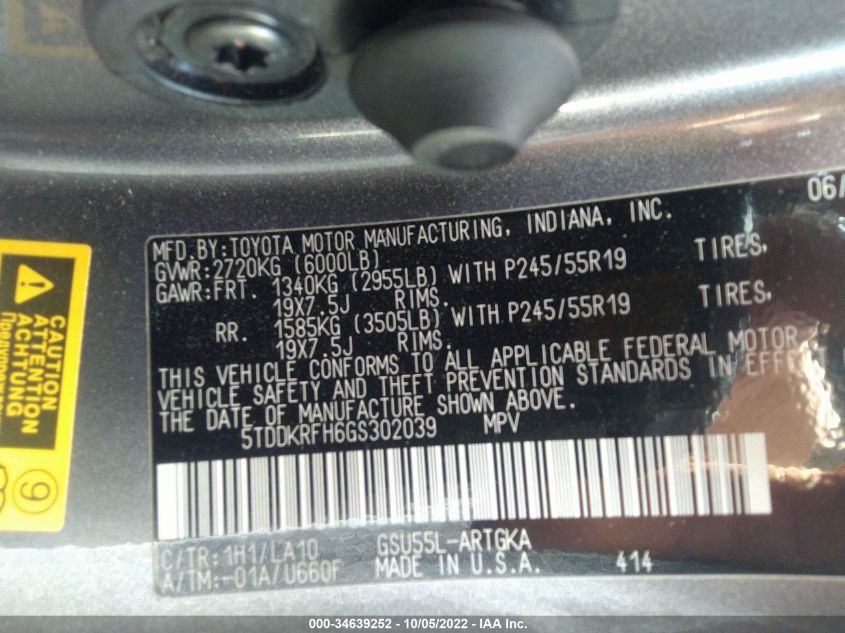 06/
MFD.BY:TOYOTA MOTOR MANUFACTURING, INDIANA, INC.
GVWR:2720KG (6000LB)
GAWR:FRT. 1340KG (2955LB) WITH P245/55R19 TIRES,
19X7.5J RIMS.
RR. 1585KG (3505LB) WITH P245/55R19 TIRES,
19X7.5J RIMS.
THIS VEHICLE CONFORMS TO ALL APPLICABLE FEDERAL MOTOR
VEHICLE SAFETY AND THEFT PREVENTION STANDARDS IN EFFECT
THE DATE OF MANUFACTURE SHOWN ABOVE.
5TDDKRFH6GS302039 MPV
C/TR:1H1/LA10 GSU55L-ARTGKA
A/TM:-01A/U660F MADE IN U.S.A. 414
CAUTION
ATTENTION
ACHTUNG
9
000-34639252 - 10/05/2022 - IAA Inc.